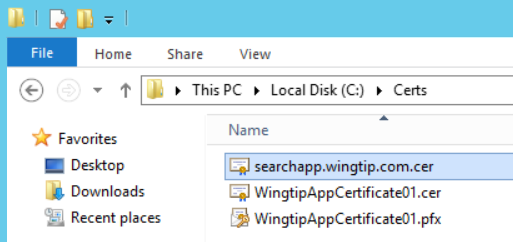 File Home Share View
This PC Local Disk (C:) Certs
Favorites
Desktop
Downloads
Recent places
Name
searchapp.wingtip.com.cer
WingtipAppCertificate01.cer
WingtipAppCertificate01.pfx